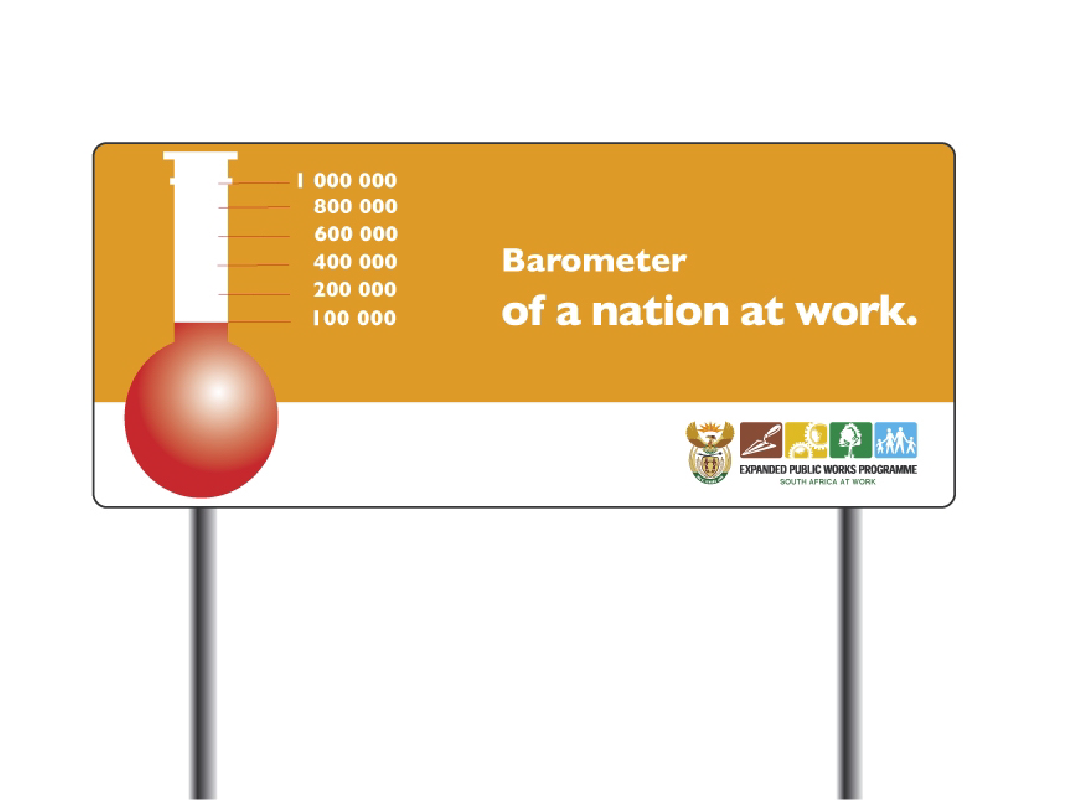 1 000 000
800 000
600 000
400 000
200 000
100 000
Barometer
of a nation at work.
EXPANDED PUBLIC WORKS PROGRAMME
SOUTH AFRICA AT WORK